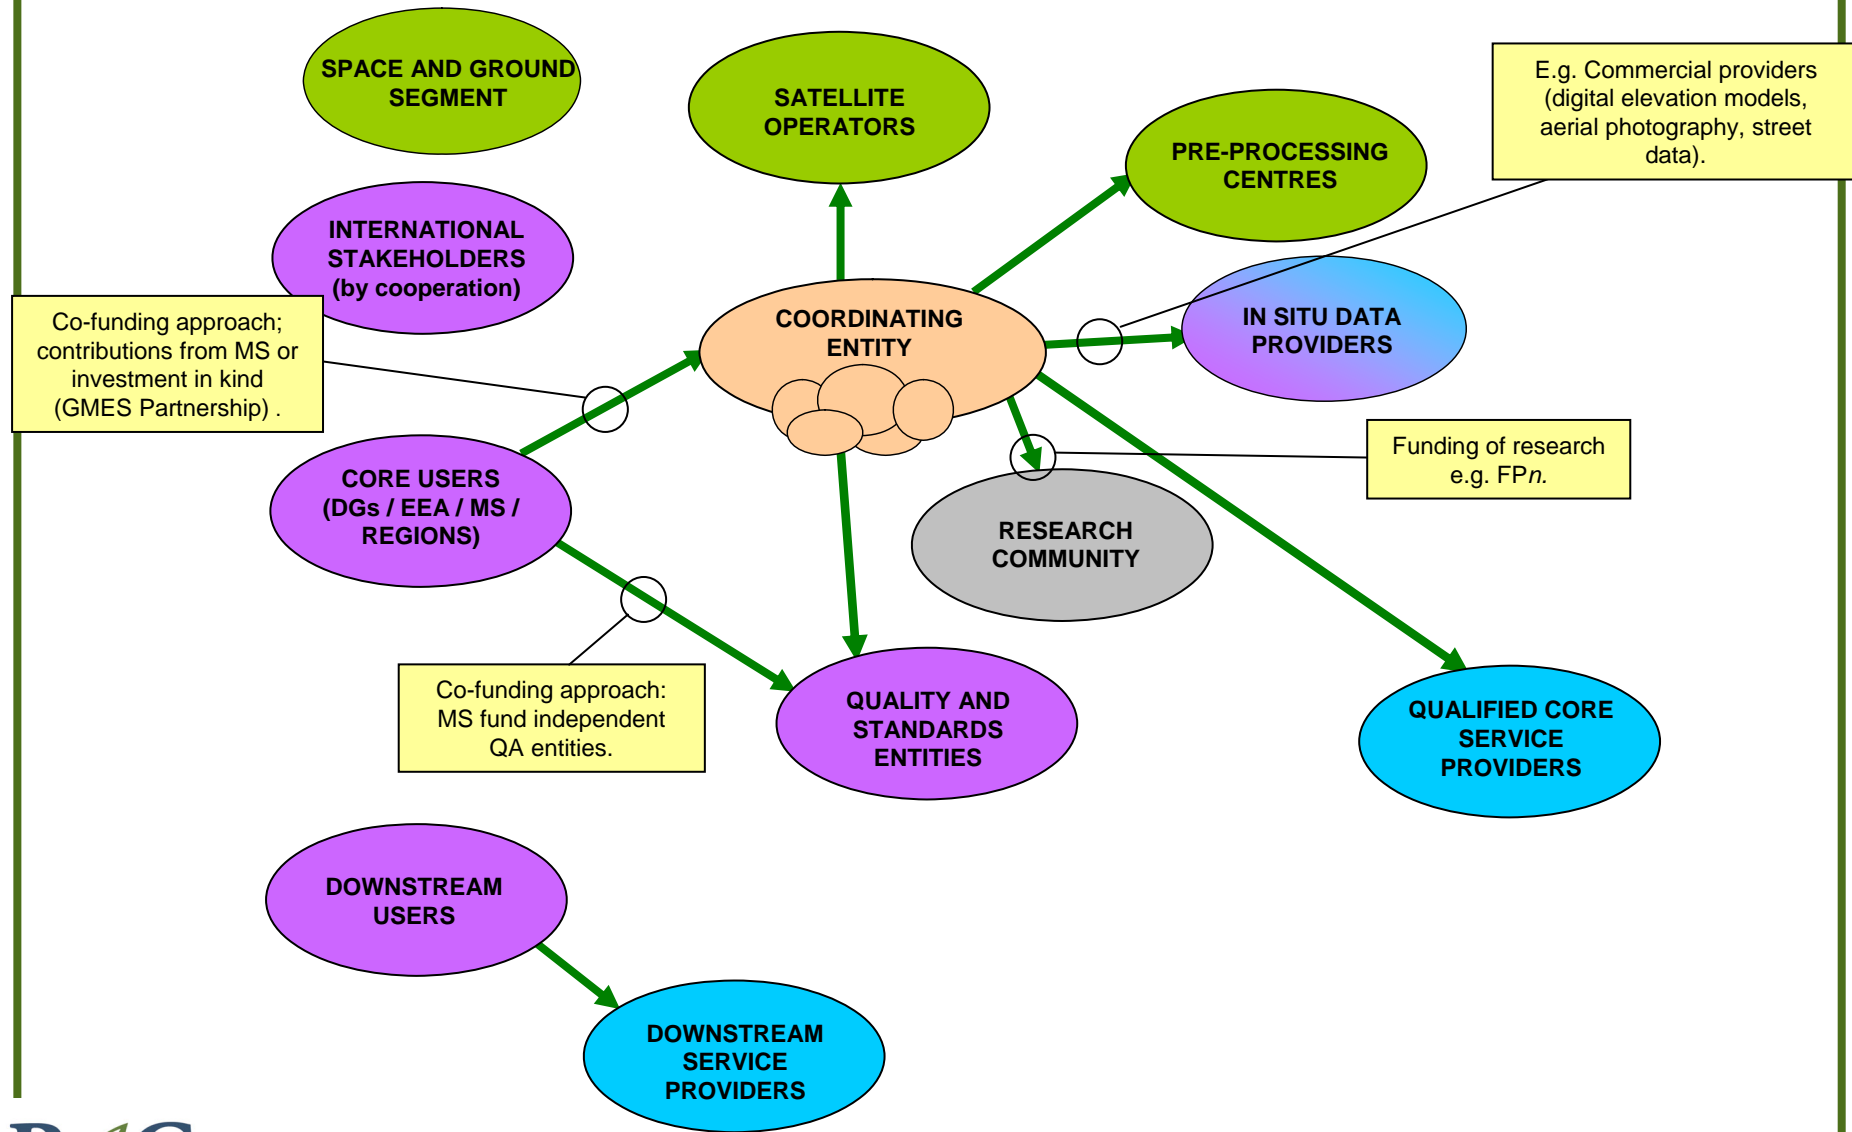 SPACE AND GROUND
SEGMENT
SATELLITE
OPERATORS
E.g. Commercial providers
(digital elevation models,
aerial photography, street
data).
PRE-PROCESSING
CENTRES
INTERNATIONAL
STAKEHOLDERS
(by cooperation)
Co-funding approach;
contributions from MS or
investment in kind
(GMES Partnership) .
COORDINATING
ENTITY
IN SITU DATA
PROVIDERS
Funding of research
e.g. FPn.
CORE USERS
(DGs / EEA / MS /
REGIONS)
RESEARCH
COMMUNITY
Co-funding approach:
MS fund independent
QA entities.
QUALITY AND
STANDARDS
ENTITIES
QUALIFIED CORE
SERVICE
PROVIDERS
DOWNSTREAM
USERS
DOWNSTREAM
SERVICE
PROVIDERS